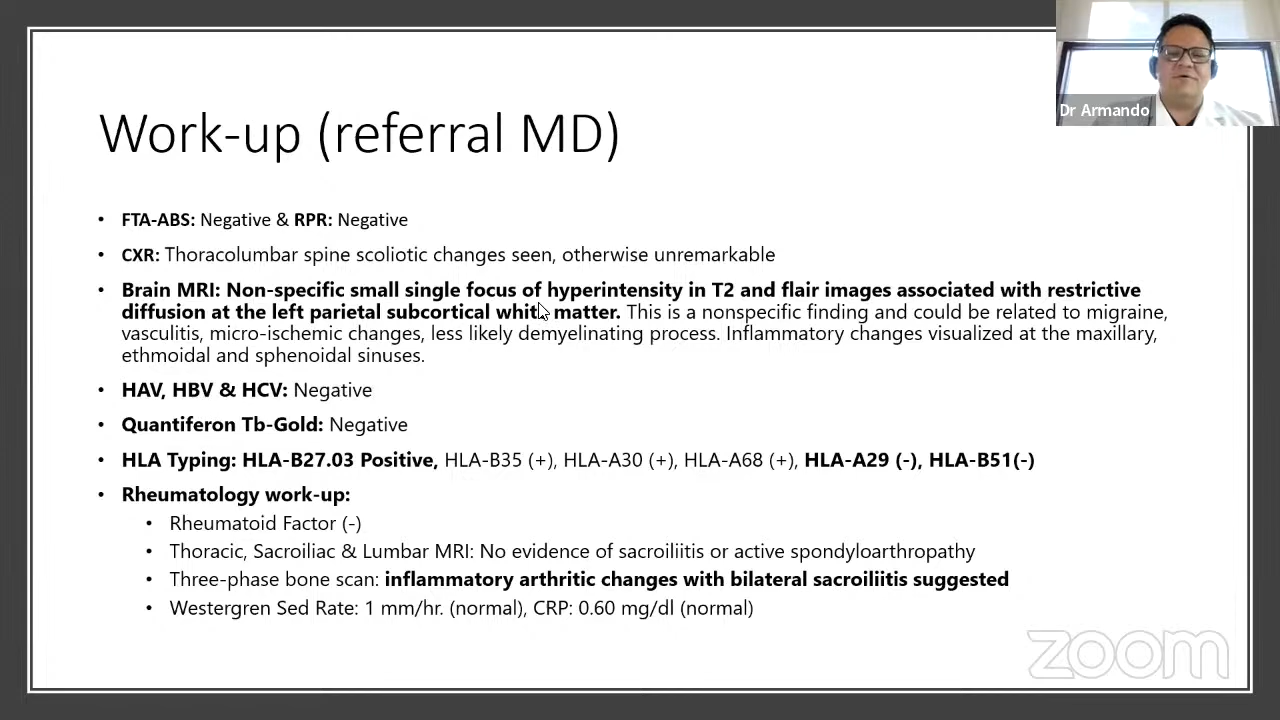 Dr Armando
Work-up (referral MD)
• FTA-ABS: Negative & RPR: Negative
• CXR: Thoracolumbar spine scoliotic changes seen, otherwise unremarkable
• Brain MRI: Non-specific small single focus of hyperintensity in T2 and flair images associated with restrictive
diffusion at the left parietal subcortical white matter. This is a nonspecific finding and could be related to migraine,
vasculitis, micro-ischemic changes, less likely demyelinating process. Inflammatory changes visualized at the maxillary,
ethmoidal and sphenoidal sinuses.
• HAV, HBV & HCV: Negative
• Quantiferon Tb-Gold: Negative
• HLA Typing: HLA-B27.03 Positive, HLA-B35 (+), HLA-A30 (+), HLA-A68 (+), HLA-A29 (-), HLA-B51(-)
• Rheumatology work-up:
• Rheumatoid Factor (-)
• Thoracic, Sacroiliac & Lumbar MRI: No evidence of sacroiliitis or active spondyloarthropathy
• Three-phase bone scan: inflammatory arthritic changes with bilateral sacroiliitis suggested
• Westergren Sed Rate: 1 mm/hr. (normal), CRP: 0.60 mg/dl (normal)
zoom